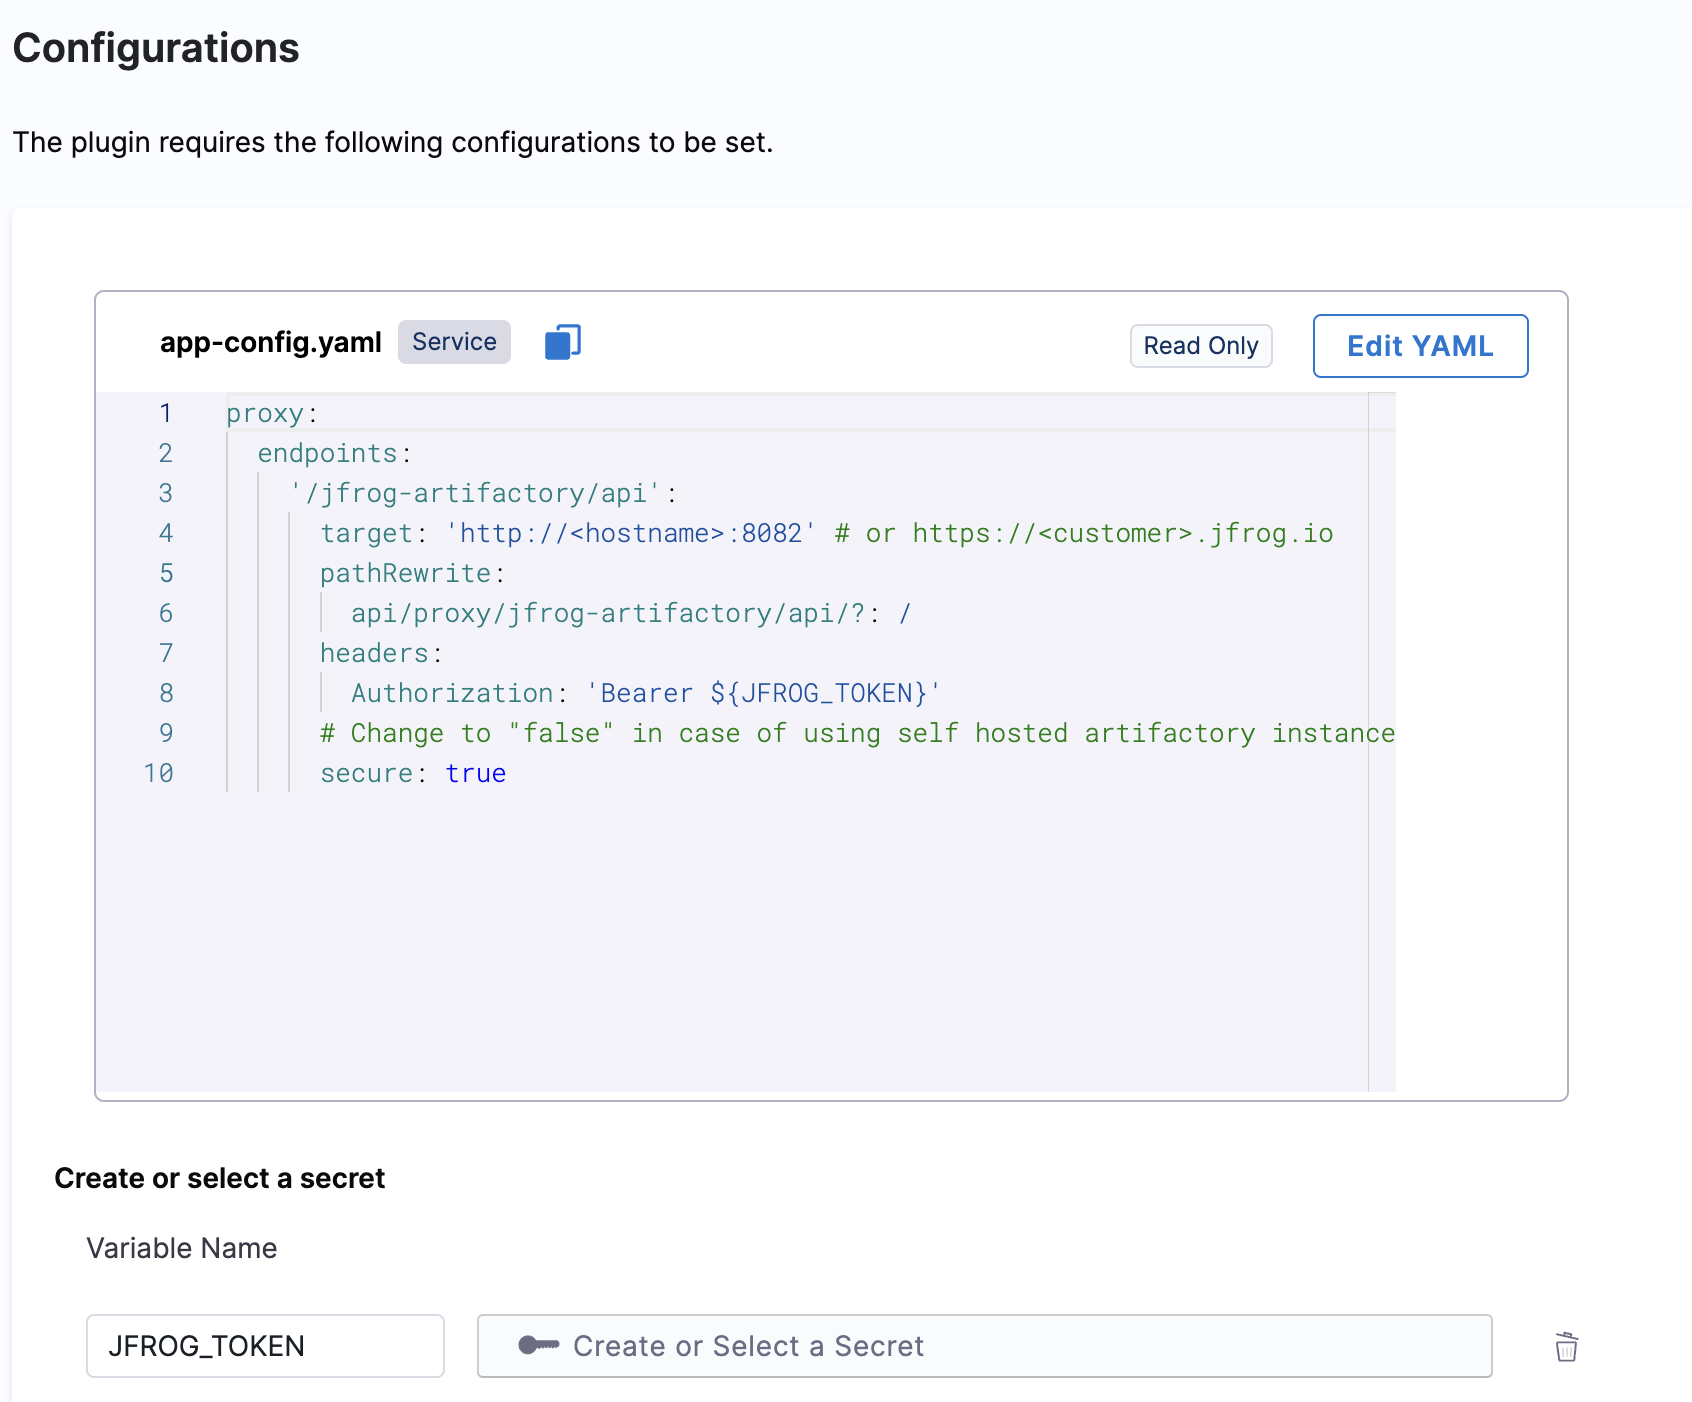 Configurations
The plugin requires the following configurations to be set.
app-config.yaml Service Read Only Edit YAML
1 proxy:
2   endpoints:
3     '/jfrog-artifactory/api':
4       target: 'http://<hostname>:8082' # or https://<customer>.jfrog.io
5       pathRewrite:
6         api/proxy/jfrog-artifactory/api/?: /
7       headers:
8         Authorization: 'Bearer ${JFROG_TOKEN}'
9       # Change to "false" in case of using self hosted artifactory instance
10       secure: true
Create or select a secret
Variable Name
JFROG_TOKEN Create or Select a Secret